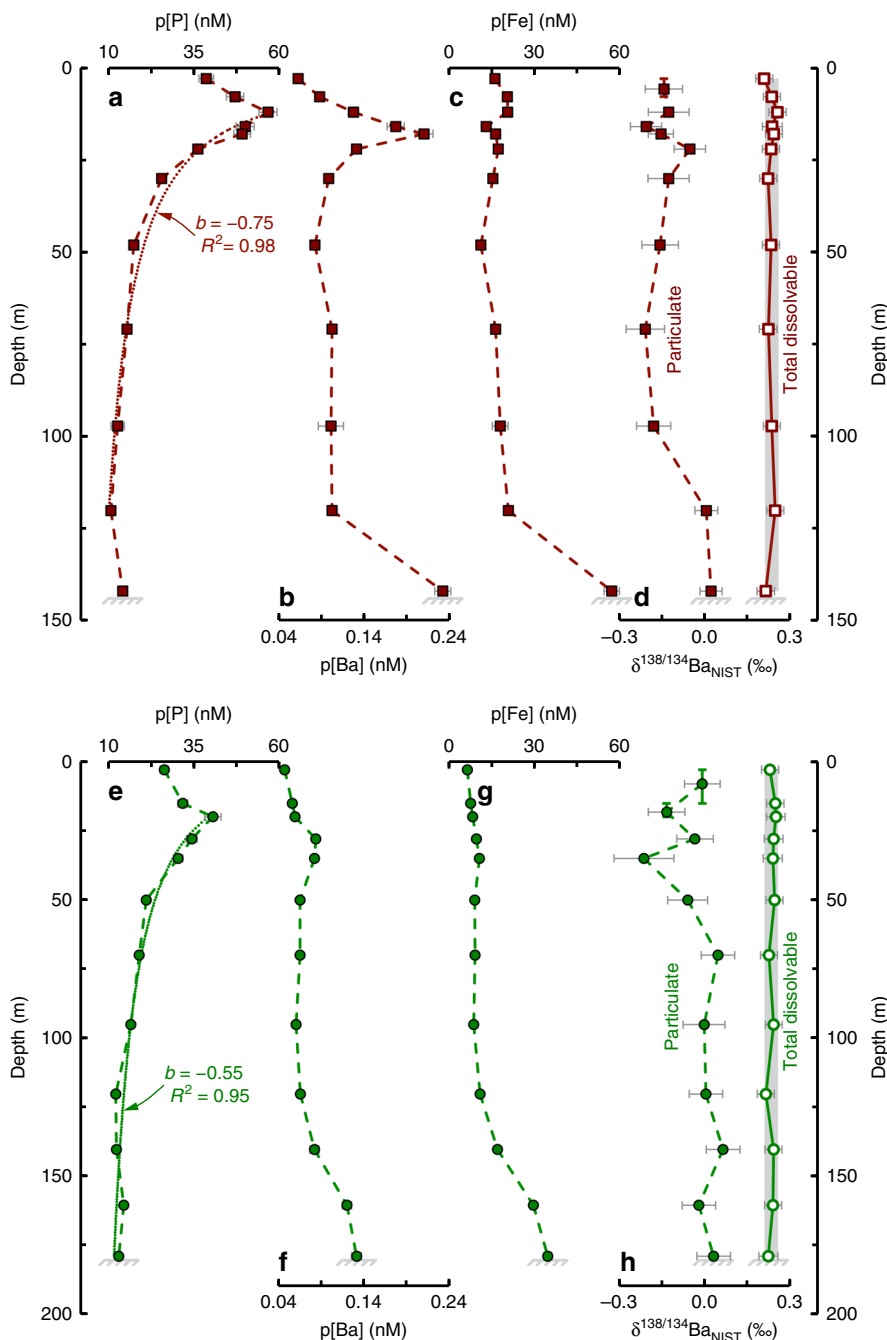 p[P] (nM)
p[Fe] (nM)
10 35 60
0 30 60
0
50
100
150
Depth (m)
a
b
c
d
b = −0.75
R² = 0.98
Particulate
Total dissolvable
0
50
100
150
Depth (m)
0.04 0.14 0.24
p[Ba] (nM)
−0.3 0.0 0.3
δ138/134BaNIST (‰)
p[P] (nM)
p[Fe] (nM)
10 35 60
0 30 60
0
50
100
150
200
Depth (m)
e
f
g
h
b = −0.55
R² = 0.95
Particulate
Total dissolvable
0
50
100
150
200
Depth (m)
0.04 0.14 0.24
p[Ba] (nM)
−0.3 0.0 0.3
δ138/134BaNIST (‰)